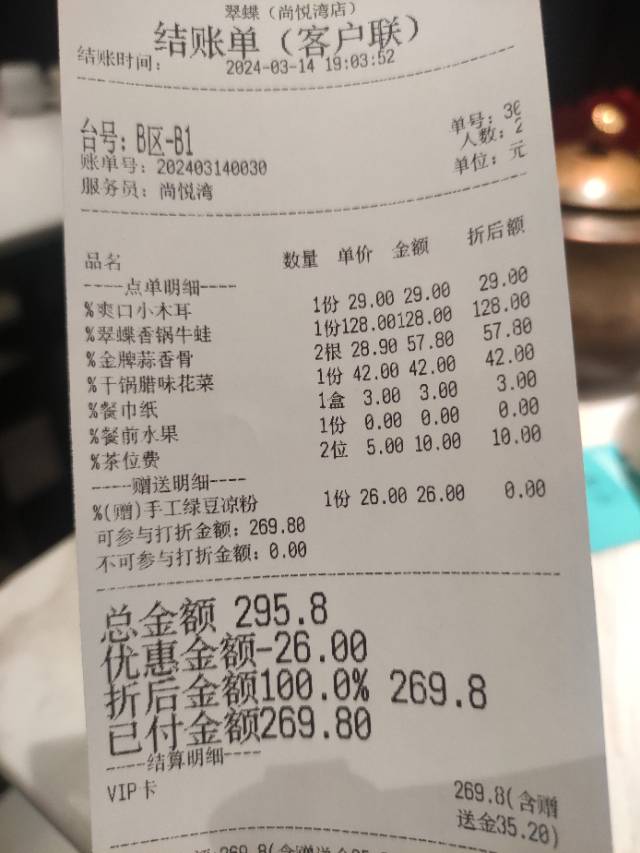 翠蝶（尚悦湾店）
结账单（客户联）
结账时间： 2024-03-14 19:03:52
台号：B区-B1 单号：36
账单号：202403140030 人数：2
服务员：尚悦湾 单位：元
品名 数量 单价 金额 折后额
----点单明细----
%爽口小木耳 1份 29.00 29.00 29.00
%翠蝶香锅牛蛙 1份128.00128.00 128.00
%金牌蒜香骨 2根 28.90 57.80 57.80
%干锅腊味花菜 1份 42.00 42.00 42.00
%餐巾纸 1盒 3.00 3.00 3.00
%餐前水果 1份 0.00 0.00 0.00
%茶位费 2位 5.00 10.00 10.00
----赠送明细----
%(赠)手工绿豆凉粉 1份 26.00 26.00 0.00
可参与打折金额：269.80
不可参与打折金额：0.00
总金额 295.8
优惠金额-26.00
折后金额100.0% 269.8
已付金额269.80
----结算明细----
VIP卡 269.8(含赠
送金35.20)